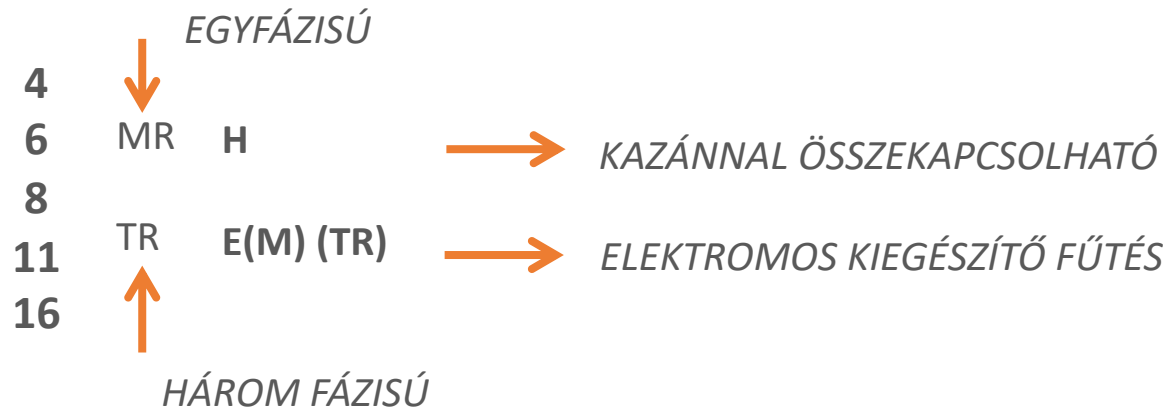 EGYFÁZISÚ
4
6 MR H KAZÁNNAL ÖSSZEKAPCSOLHATÓ
8
11 TR E(M) (TR) ELEKTROMOS KIEGÉSZÍTŐ FŰTÉS
16
HÁROM FÁZISÚ